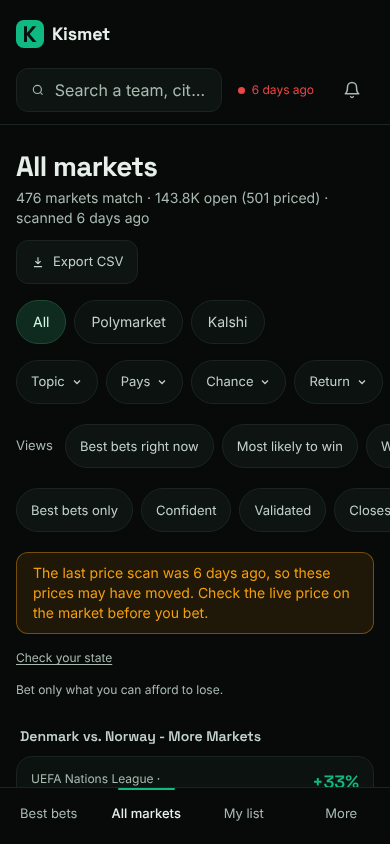 K Kismet
Search a team, cit...
6 days ago
All markets
476 markets match · 143.8K open (501 priced) ·
scanned 6 days ago
Export CSV
All Polymarket Kalshi
Topic Pays Chance Return
Views Best bets right now Most likely to win W
Best bets only Confident Validated Closes
The last price scan was 6 days ago, so these
prices may have moved. Check the live price on
the market before you bet.
Check your state
Bet only what you can afford to lose.
Denmark vs. Norway - More Markets
UEFA Nations League ·
+33%
Best bets All markets My list More